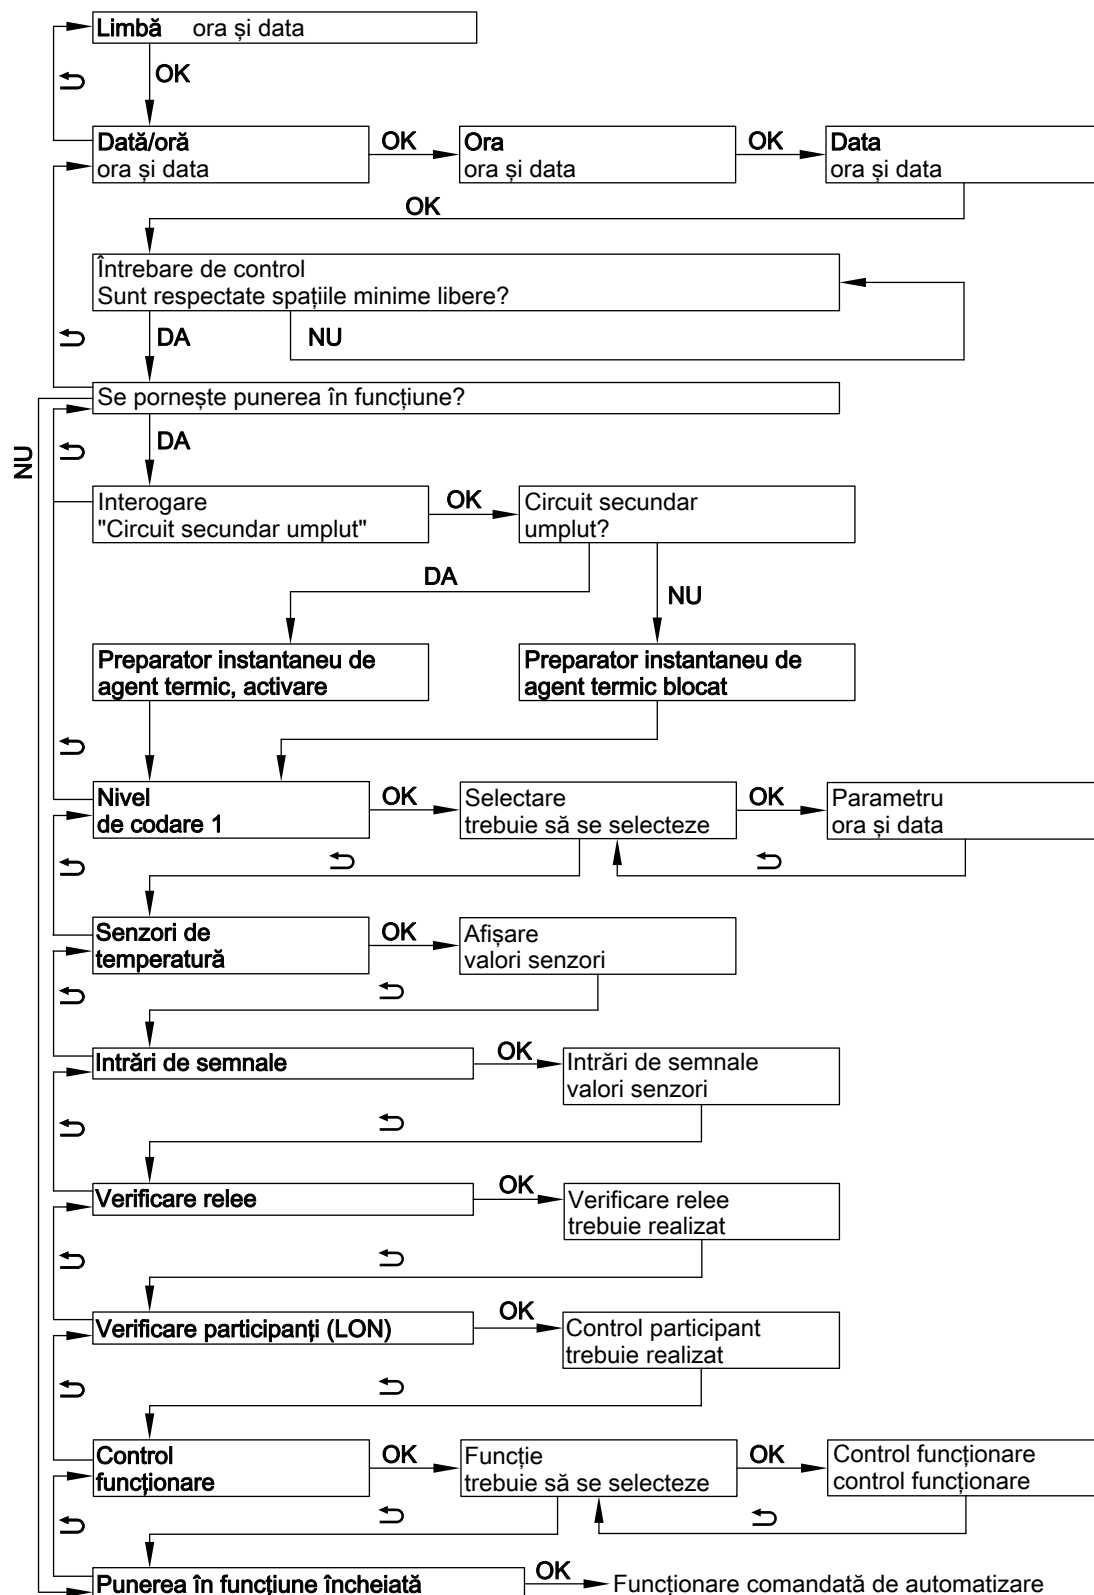 Limbă ora și data
OK
Dată/oră
ora și data
OK
Ora
ora și data
OK
Data
ora și data
OK
Întrebare de control
Sunt respectate spațiile minime libere?
DA
NU
Se pornește punerea în funcțiune?
NU
DA
Interogare
"Circuit secundar umplut"
OK
Circuit secundar
umplut?
DA
NU
Preparator instantaneu de
agent termic, activare
Preparator instantaneu de
agent termic blocat
Nivel
de codare 1
OK
Selectare
trebuie să se selecteze
OK
Parametru
ora și data
Senzori de
temperatură
OK
Afișare
valori senzori
Intrări de semnale
OK
Intrări de semnale
valori senzori
Verificare relee
OK
Verificare relee
trebuie realizat
Verificare participanți (LON)
OK
Control participant
trebuie realizat
Control
funcționare
OK
Funcție
trebuie să se selecteze
OK
Control funcționare
control funcționare
Punerea în funcțiune încheiată
OK
Funcționare comandată de automatizare